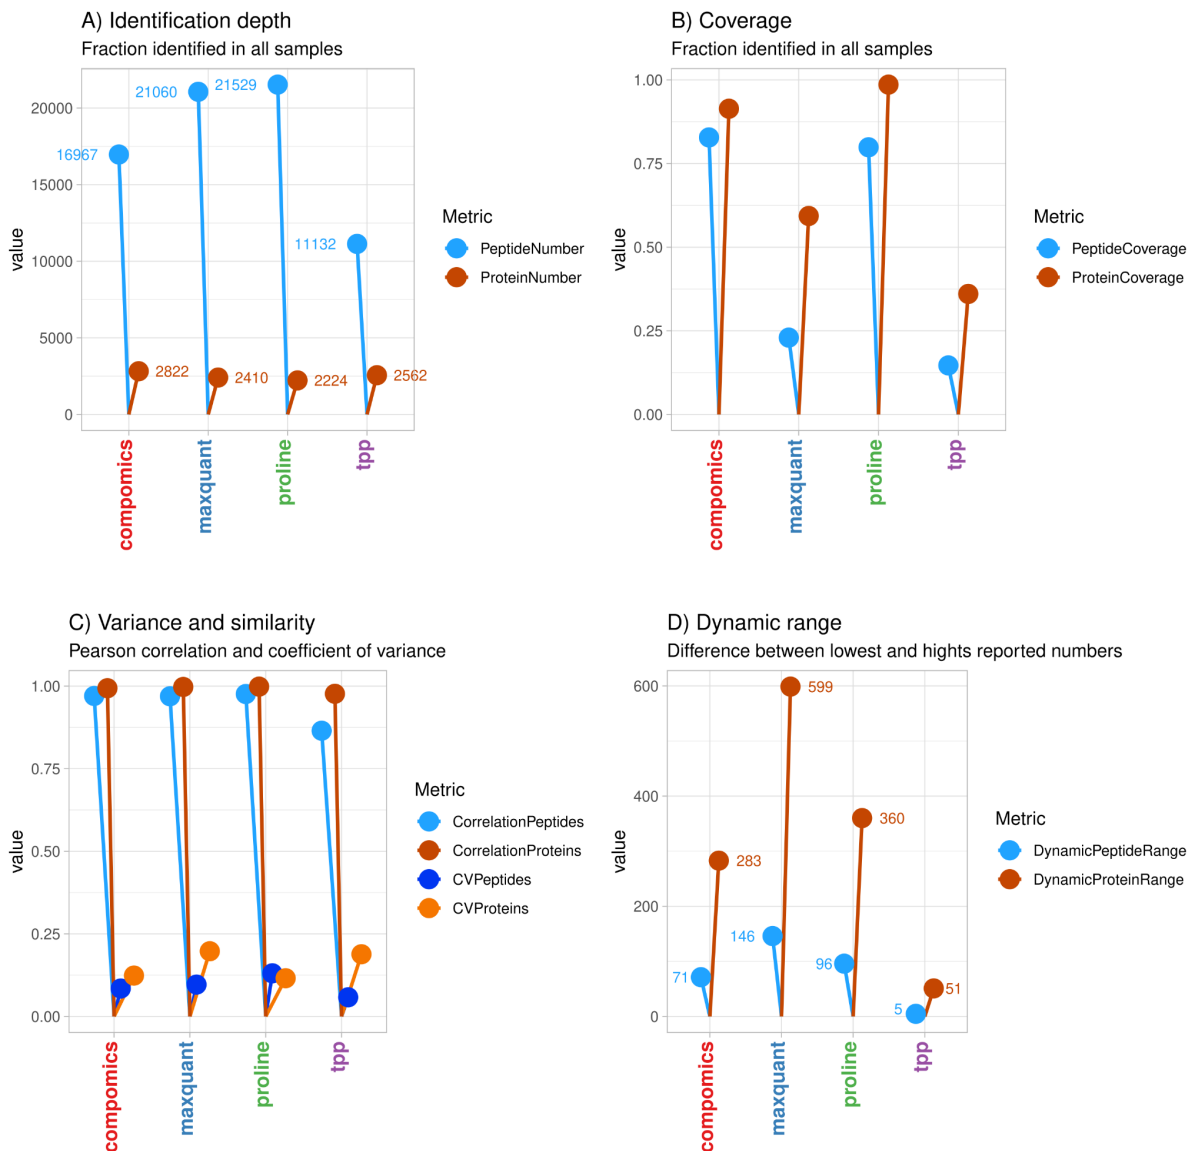 A) Identification depth
Fraction identified in all samples
value
20000
15000
10000
5000
0
16967
21060
21529
11132
2822
2410
2224
2562
compomics
maxquant
proline
tpp
Metric
PeptideNumber
ProteinNumber
B) Coverage
Fraction identified in all samples
value
1.00
0.75
0.50
0.25
0.00
compomics
maxquant
proline
tpp
Metric
PeptideCoverage
ProteinCoverage
C) Variance and similarity
Pearson correlation and coefficient of variance
value
1.00
0.75
0.50
0.25
0.00
compomics
maxquant
proline
tpp
Metric
CorrelationPeptides
CorrelationProteins
CVPeptides
CVProteins
D) Dynamic range
Difference between lowest and hights reported numbers
value
600
400
200
0
71
283
146
599
96
360
5
51
compomics
maxquant
proline
tpp
Metric
DynamicPeptideRange
DynamicProteinRange